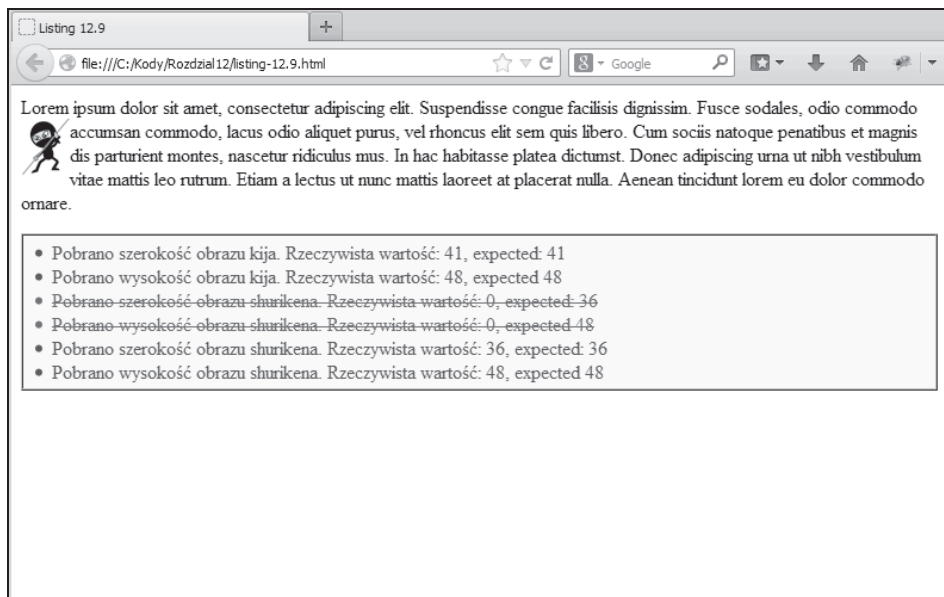 Listing 12.9
file:///C:/Kody/Rozdzial12/listing-12.9.html
Google
Lorem ipsum dolor sit amet, consectetur adipiscing elit. Suspendisse congue facilisis dignissim. Fusce sodales, odio commodo
accumsan commodo, lacus odio aliquet purus, vel rhoncus elit sem quis libero. Cum sociis natoque penatibus et magnis
dis parturient montes, nascetur ridiculus mus. In hac habitasse platea dictumst. Donec adipiscing urna ut nibh vestibulum
vitae mattis leo rutrum. Etiam a lectus ut nunc mattis laoreet at placerat nulla. Aenean tincidunt lorem eu dolor commodo
ornare.
• Pobrano szerokość obrazu kija. Rzeczywista wartość: 41, expected: 41
• Pobrano wysokość obrazu kija. Rzeczywista wartość: 48, expected 48
• Pobrano szerokość obrazu shurikena. Rzeczywista wartość: 0, expected: 36
• Pobrano wysokość obrazu shurikena. Rzeczywista wartość: 0, expected 48
• Pobrano szerokość obrazu shurikena. Rzeczywista wartość: 36, expected: 36
• Pobrano wysokość obrazu shurikena. Rzeczywista wartość: 48, expected 48